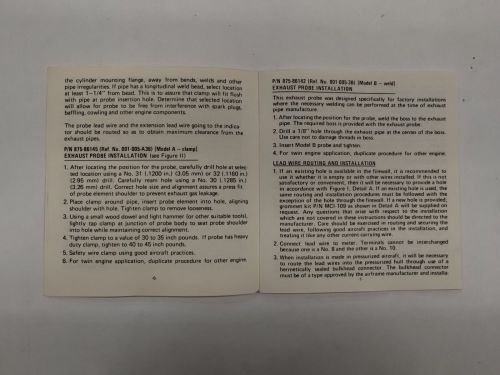 the cylinder mounting flange, away from bends, welds and other
pipe irregularities. If pipe has a longitudinal weld bead, select location
at least 1-1/4" from bead. This is to assure that clamp will fit flush
with pipe at probe insertion hole. Determine that selected location
will allow for probe to be free from interference with spark plugs,
baffling, cowling and other engine components.
The probe lead wire and the extension lead wire going to the indica
tor should be routed so as to obtain maximum clearance from the
exhaust pipes.
P/N 875-86145 (Ref. No. 091-005-A36) (Model A - clamp)
EXHAUST PROBE INSTALLATION (see Figure II)
1. After locating the position for the probe, carefully drill hole at selec-
ted location using a No. 31 (.1200 in.) (3.05 mm) or 32 (.1160 in.)
(2.95 mm) drill. Carefully ream hole using a No. 30 (.1285 in.)
(3.26 mm) drill. Correct hole size and alignment assures a press fit
of probe element shoulder to prevent exhaust gas leakage.
2. Place clamp around pipe, insert probe element into hole, aligning
shoulder with hole. Tighten clamp to remove looseness.
3. Using a small wood dowel and light hammer (or other suitable tools),
lightly tap clamp at junction of probe body to seat probe shoulder
into hole while maintaining correct alignment.
4. Tighten clamp to a value of 30 to 35 inch pounds. If probe has heavy
duty clamp, tighten to 40 to 45 inch pounds.
5. Safety wire clamp using good aircraft practices.
6. For twin engine application, duplicate procedure for other engine.
-6-
P/N 875-86142 (Ref. No. 091-005-36) (Model B - weld)
EXHAUST PROBE INSTALLATION
This exhaust probe was designed specifically for factory installations
where the necessary welding can be performed at the time of exhaust
pipe manufacture.
1. After locating the position for the probe, weld the boss to the exhaust
pipe. The required boss is provided with the exhaust probe.
2. Drill a 1/8" hole through the exhaust pipe at the center of the boss.
Use care not to damage threads in boss.
3. Insert Model B probe and tighten.
4. For twin engine application, duplicate procedure for other engine.
LEAD WIRE ROUTING AND INSTALLATION
1. If an existing hole is available in the firewall, it is recommended to
use it whether it is empty or with other wires installed. If this is not
satisfactory or convenient, then it will be necessary to provide a hole
in accordance with Figure I, Detail A. If an existing hole is used, the
same routing and installation procedures must be followed with the
exception of the hole through the firewall. If a new hole is provided,
grommet kit P/N MCI-109 as shown in Detail A will be supplied on
request. Any questions that arise with respect to the installation
which are not covered in these instructions should be directed to the
manufacturer. Care should be exercised in routing and securing the
lead wire, following good aircraft practices in the installation, and
treating it like any other current-carrying wire.
2. Connect lead wire to meter. Terminals cannot be interchanged
because one is a No. 8 and the other is a No. 10.
3. When installation is made in pressurized aircraft, it will be necessary
to route the lead wires into the pressurized hull through use of a
hermetically sealed bulkhead connector. The bulkhead connector
must be of a type approved by the airframe manufacturer and installa-